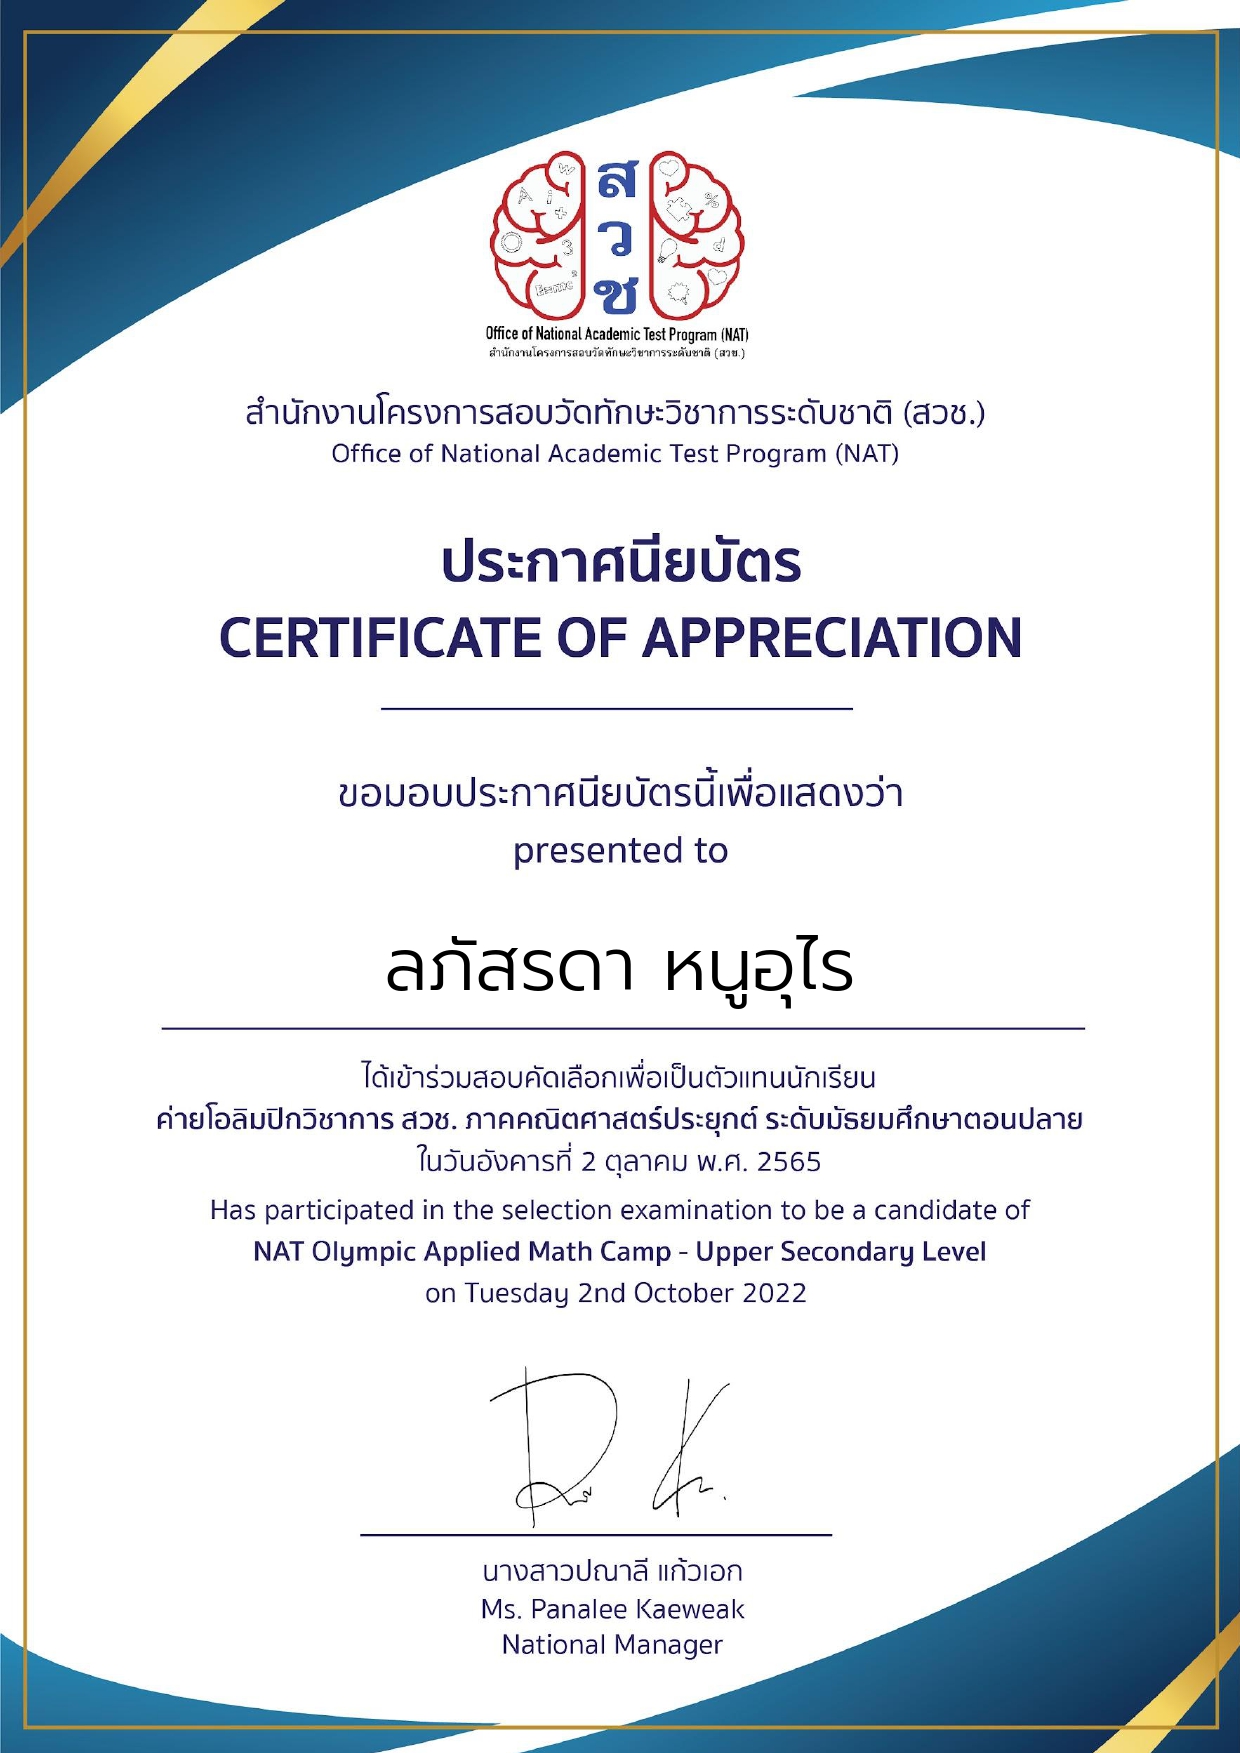 ส
ว
ช
Office of National Academic Test Program (NAT)
สำนักงานโครงการสอบวัดทักษะวิชาการระดับชาติ (สวช.)
สำนักงานโครงการสอบวัดทักษะวิชาการระดับชาติ (สวช.)
Office of National Academic Test Program (NAT)
ประกาศนียบัตร
CERTIFICATE OF APPRECIATION
ขอมอบประกาศนียบัตรนี้เพื่อแสดงว่า
presented to
ลภัสรดา หนูอุไร
ได้เข้าร่วมสอบคัดเลือกเพื่อเป็นตัวแทนนักเรียน
ค่ายโอลิมปิกวิชาการ สวช. ภาคคณิตศาสตร์ประยุกต์ ระดับมัธยมศึกษาตอนปลาย
ในวันอังคารที่ 2 ตุลาคม พ.ศ. 2565
Has participated in the selection examination to be a candidate of
NAT Olympic Applied Math Camp - Upper Secondary Level
on Tuesday 2nd October 2022
นางสาวปณาลี แก้วเอก
Ms. Panalee Kaeweak
National Manager